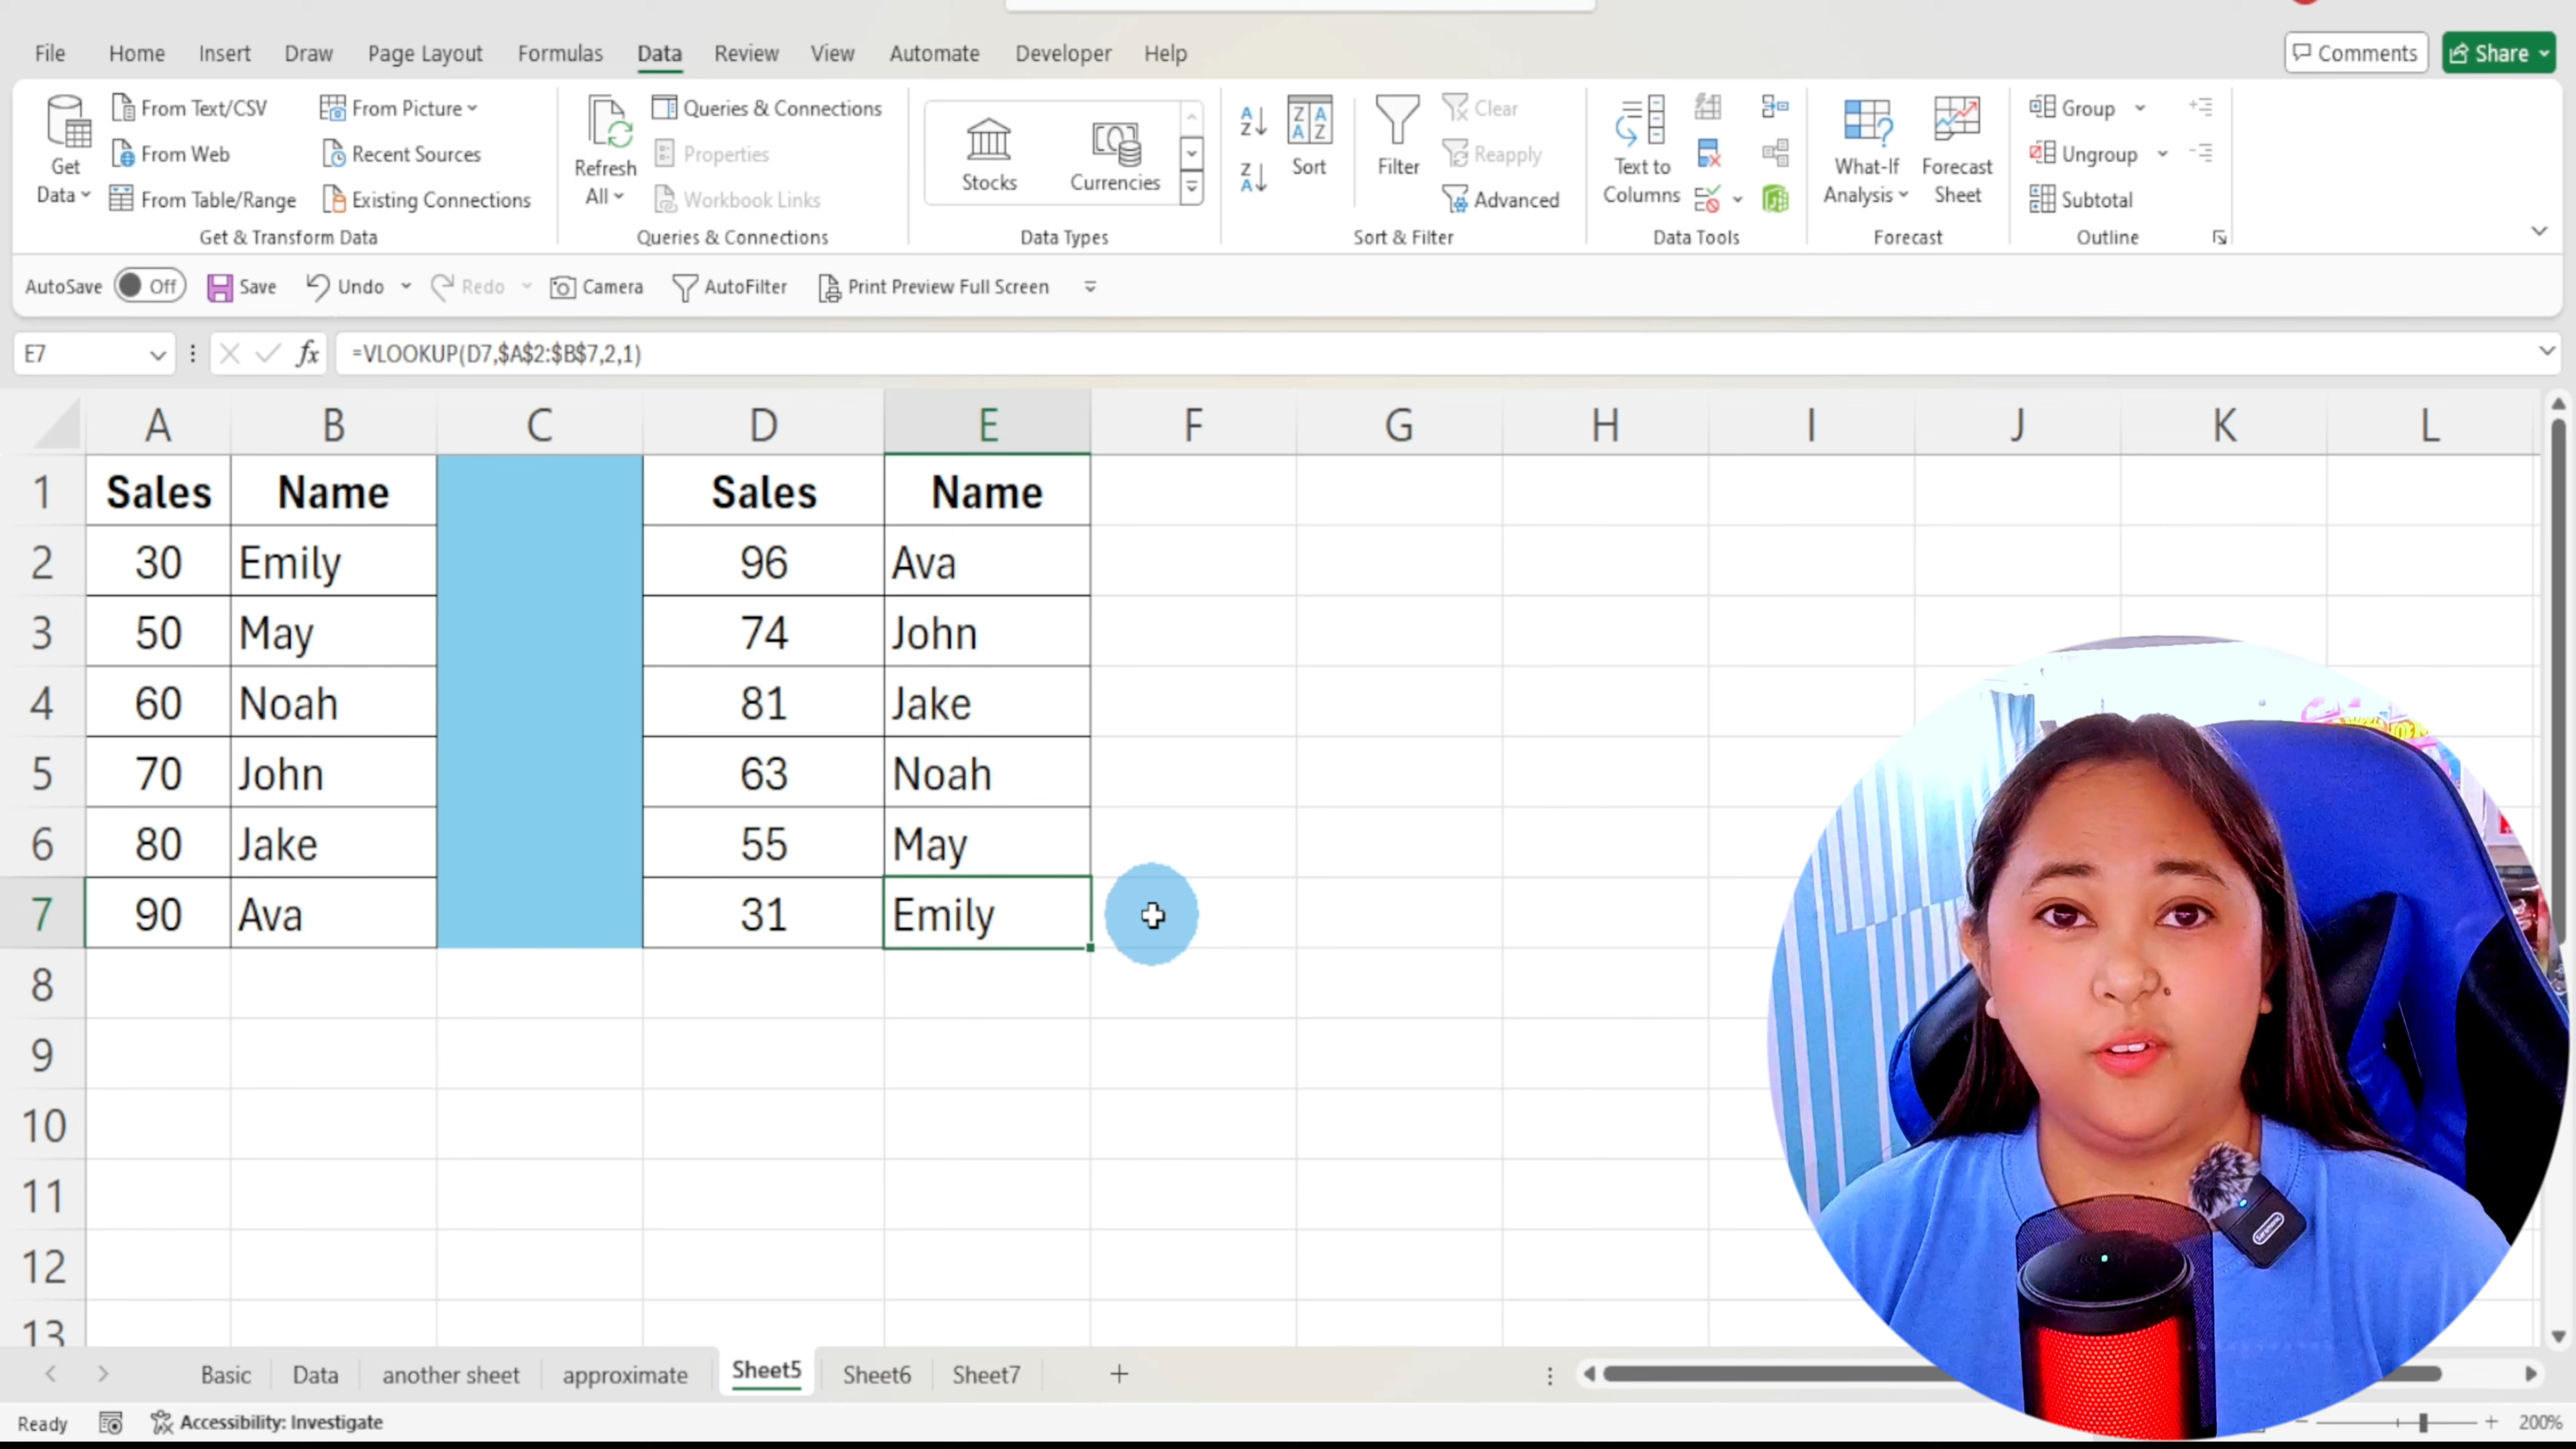 File Home Insert Draw Page Layout Formulas Data Review View Automate Developer Help Comments Share
Get Data
From Text/CSV
From Web
From Table/Range
From Picture
Recent Sources
Existing Connections
Get & Transform Data
Refresh All
Queries & Connections
Properties
Workbook Links
Queries & Connections
Stocks Currencies
Data Types
Sort
Filter
Clear
Reapply
Advanced
Sort & Filter
Text to Columns
Data Tools
What-If Analysis
Forecast Sheet
Forecast
Group
Ungroup
Subtotal
Outline
AutoSave Off Save Undo Redo Camera AutoFilter Print Preview Full Screen
E7 fx =VLOOKUP(D7,$A$2:$B$7,2,1)
A B C D E F G H I J K L
1 Sales Name Sales Name
2 30 Emily 96 Ava
3 50 May 74 John
4 60 Noah 81 Jake
5 70 John 63 Noah
6 80 Jake 55 May
7 90 Ava 31 Emily
8
9
10
11
12
13
Basic Data another sheet approximate Sheet5 Sheet6 Sheet7
Ready Accessibility: Investigate 200%